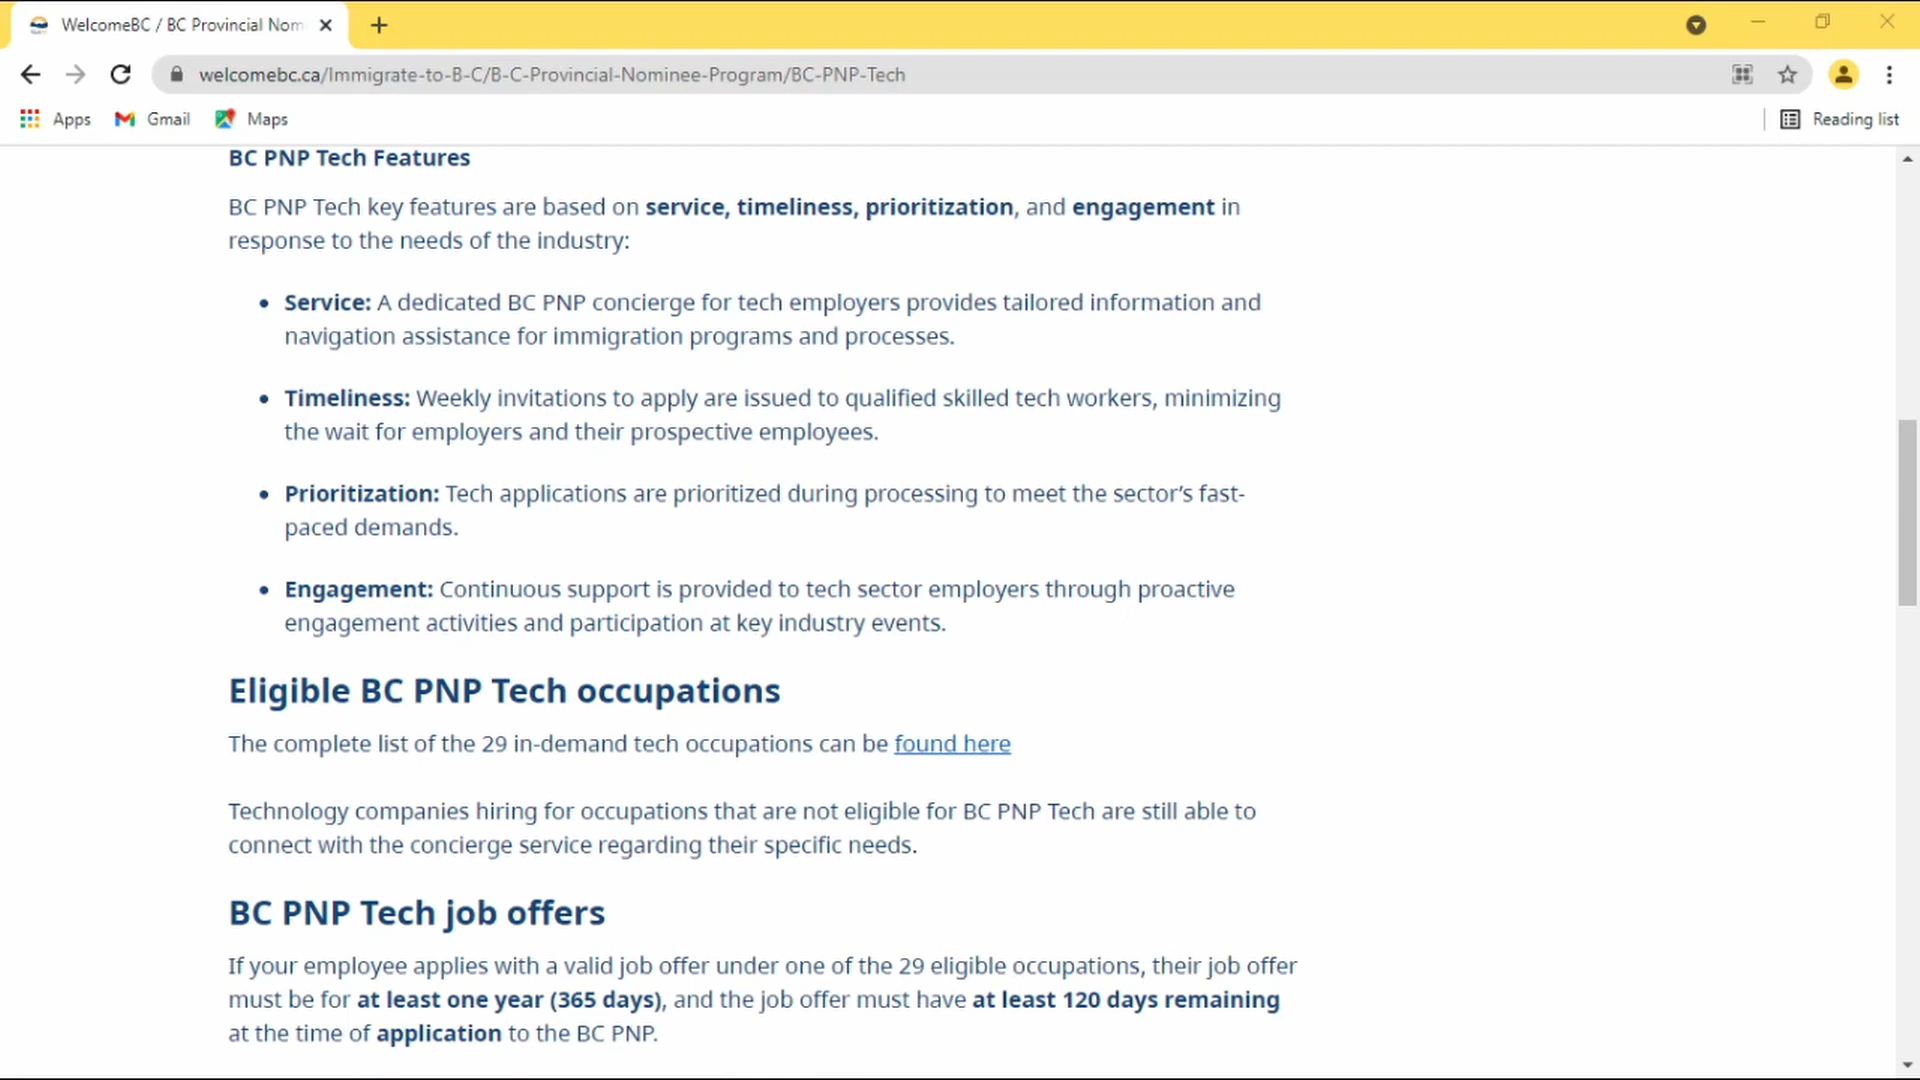 WelcomeBC / BC Provincial Nom
welcomebc.ca/Immigrate-to-B-C/B-C-Provincial-Nominee-Program/BC-PNP-Tech
Apps Gmail Maps Reading list
BC PNP Tech Features
BC PNP Tech key features are based on service, timeliness, prioritization, and engagement in
response to the needs of the industry:
• Service: A dedicated BC PNP concierge for tech employers provides tailored information and
navigation assistance for immigration programs and processes.
• Timeliness: Weekly invitations to apply are issued to qualified skilled tech workers, minimizing
the wait for employers and their prospective employees.
• Prioritization: Tech applications are prioritized during processing to meet the sector’s fast-
paced demands.
• Engagement: Continuous support is provided to tech sector employers through proactive
engagement activities and participation at key industry events.
Eligible BC PNP Tech occupations
The complete list of the 29 in-demand tech occupations can be found here
Technology companies hiring for occupations that are not eligible for BC PNP Tech are still able to
connect with the concierge service regarding their specific needs.
BC PNP Tech job offers
If your employee applies with a valid job offer under one of the 29 eligible occupations, their job offer
must be for at least one year (365 days), and the job offer must have at least 120 days remaining
at the time of application to the BC PNP.